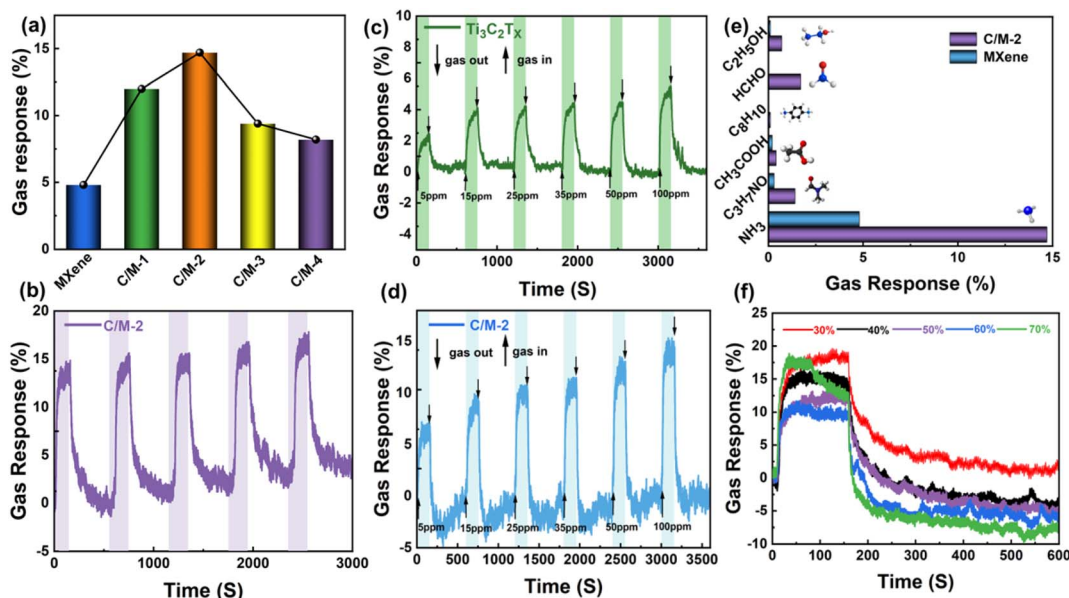 (a)
Gas response (%)
15
10
5
0
MXene
C/M-1
C/M-2
C/M-3
C/M-4
(b)
C/M-2
Gas Response (%)
20
15
10
5
0
-5
0
1000
2000
3000
Time (S)
(c)
Ti3C2TX
gas out
gas in
Gas Response (%)
10
8
6
4
2
0
-2
-4
5ppm
15ppm
25ppm
35ppm
50ppm
100ppm
0
500
1000
1500
2000
2500
3000
Time (S)
(d)
C/M-2
gas out
gas in
Gas Response (%)
15
10
5
0
-5
5ppm
15ppm
25ppm
35ppm
50ppm
100ppm
0
500
1000
1500
2000
2500
3000
3500
Time (S)
(e)
C/M-2
MXene
C2H5OH
HCHO
C8H10
CH3COOH
C3H7NO
NH3
0
5
10
15
Gas Response (%)
(f)
30%
40%
50%
60%
70%
Gas Response (%)
25
20
15
10
5
0
-5
-10
0
100
200
300
400
500
600
Time (S)